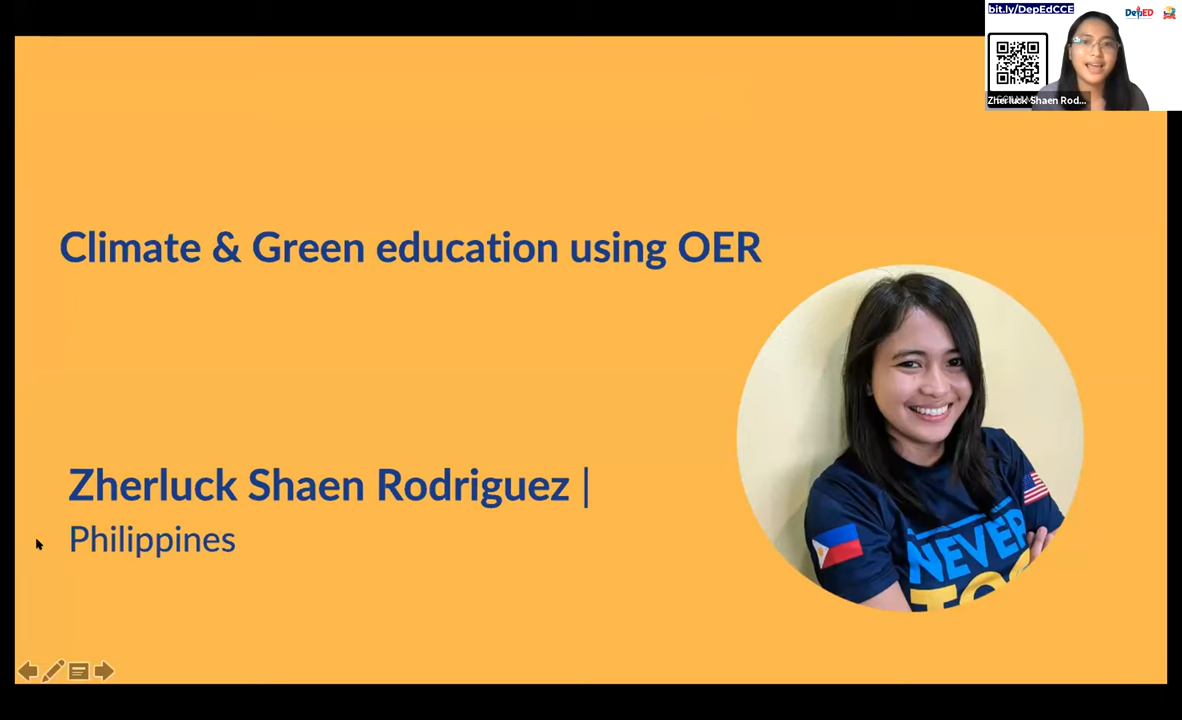 bit.ly/DepEdCCE
DepED
Zherluck Shaen Rod...
Climate & Green education using OER
Zherluck Shaen Rodriguez |
Philippines
NEVER